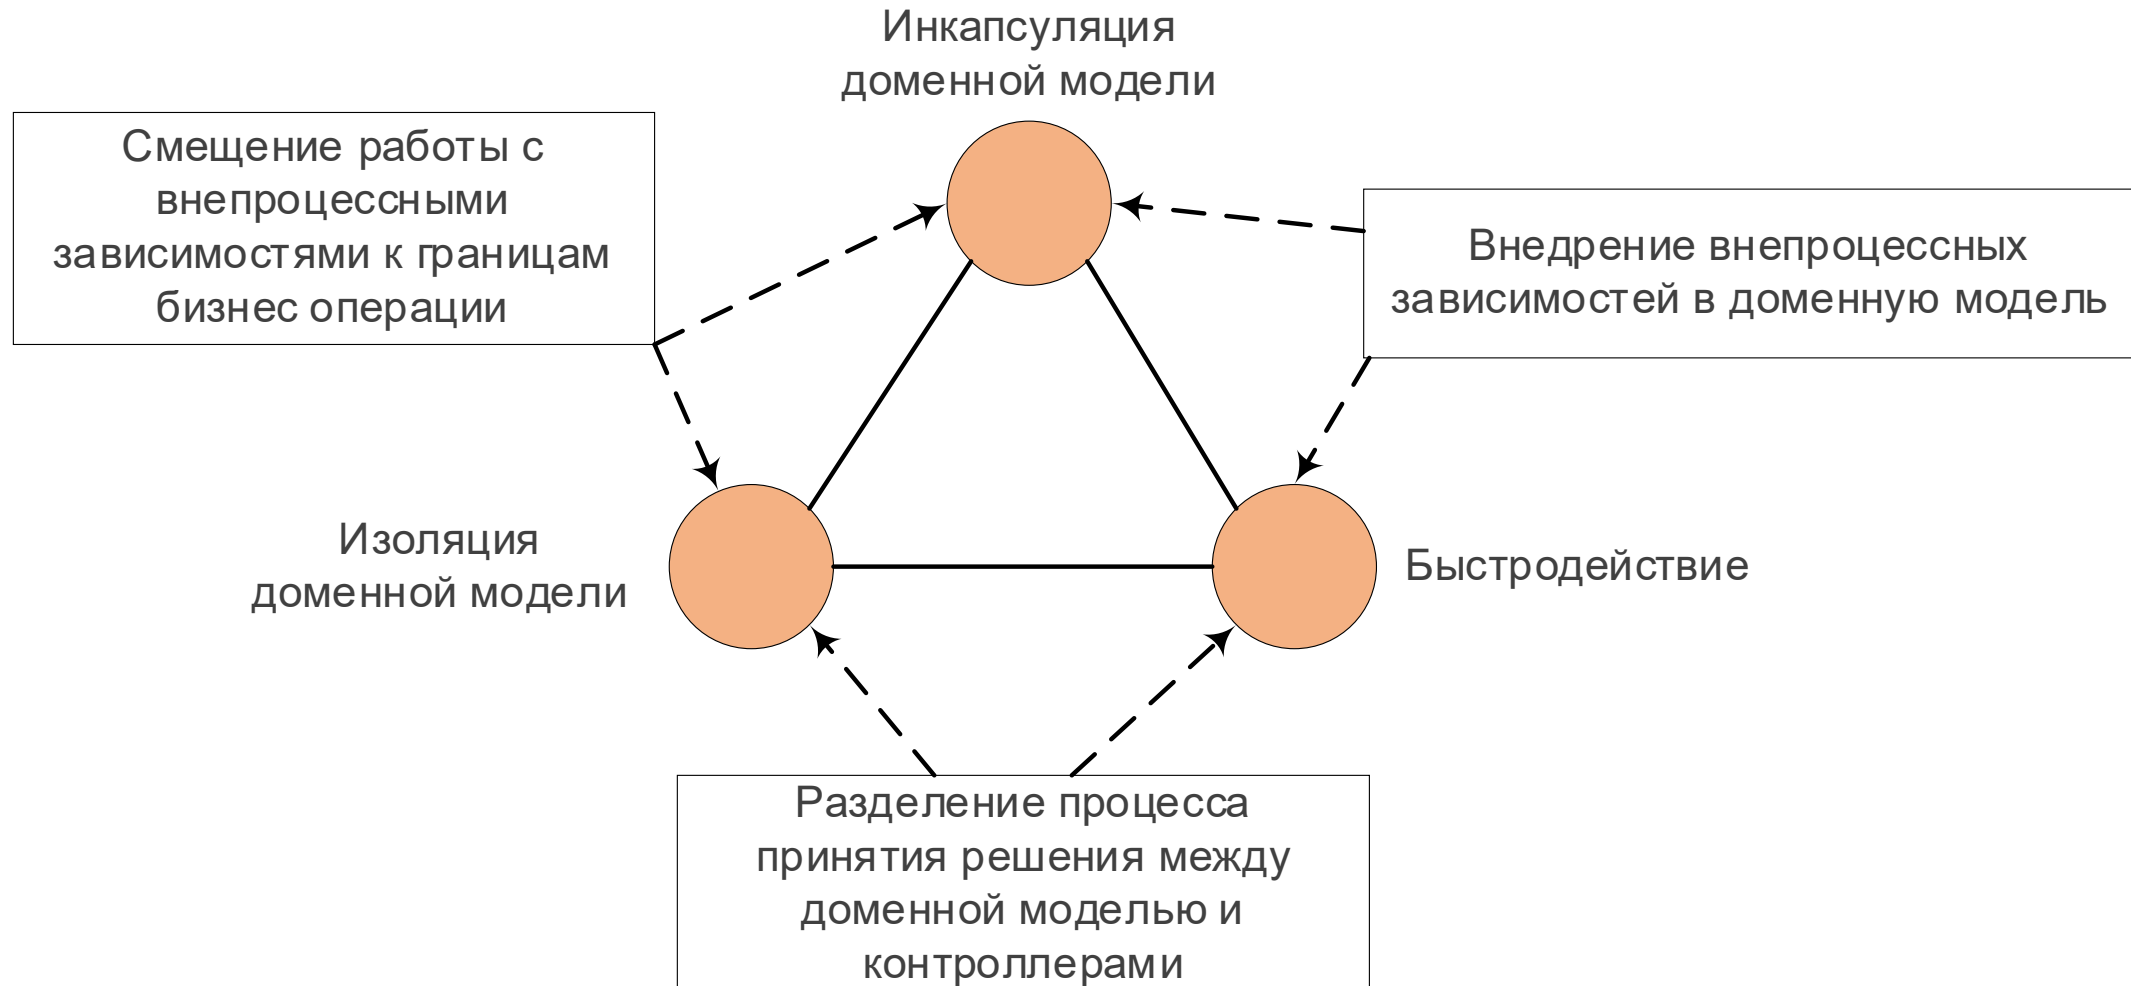 Инкапсуляция
доменной модели
Смещение работы с
внепроцессными
зависимостями к границам
бизнес операции
Внедрение внепроцессных
зависимостей в доменную модель
Изоляция
доменной модели
Быстродействие
Разделение процесса
принятия решения между
доменной моделью и
контроллерами